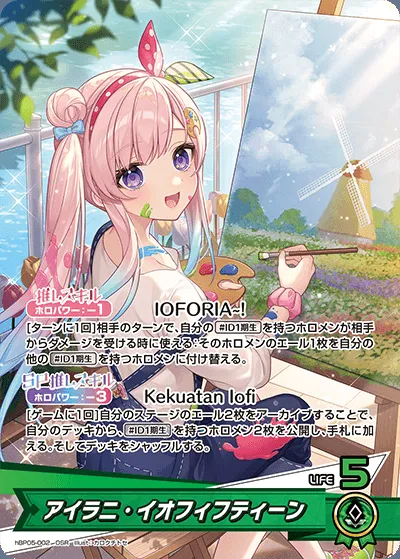 推しスキル
ホロパワー:-1
IOFORIA~!
[ターンに1回]相手のターンで、自分の #ID1期生 を持つホロメンが相手
からダメージを受ける時に使える:そのホロメンのエール1枚を自分の
他の #ID1期生 を持つホロメンに付け替える。
SP推しスキル
ホロパワー:-3
Kekuatan Iofi
[ゲームに1回]自分のステージのエール2枚をアーカイブすることで、
自分のデッキから、#ID1期生 を持つホロメン2枚を公開し、手札に加
える。そしてデッキをシャッフルする。
LIFE 5
アイラニ・イオフィフティーン
hBP05-002 OSR illust:カロクチトセ